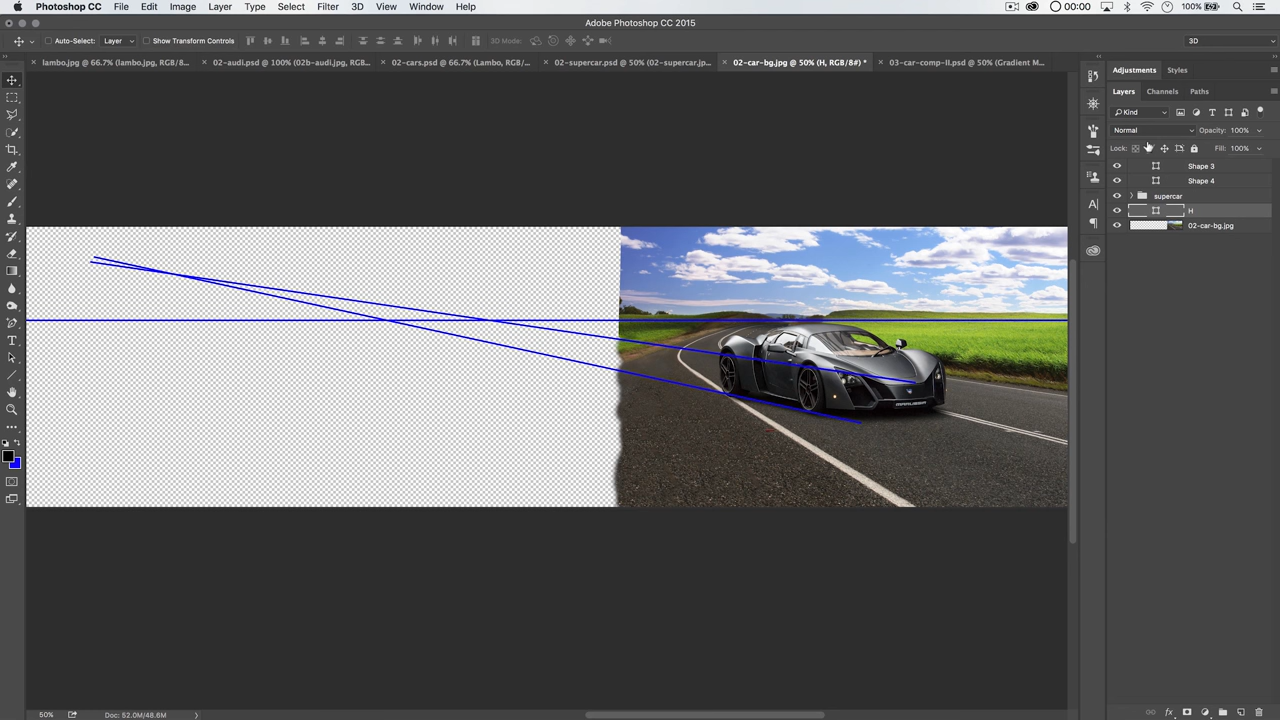 Photoshop CC File Edit Image Layer Type Select Filter 3D View Window Help 00:00 100%
Adobe Photoshop CC 2015
Auto-Select: Layer Show Transform Controls 3D Mode: 3D
lambo.jpg @ 66.7% (lambo.jpg, RGB/8... 02-audi.psd @ 100% (02b-audi.jpg, RGB... 02-cars.psd @ 66.7% (Lambo, RGB/... 02-supercar.psd @ 50% (02-supercar.jp... 02-car-bg.jpg @ 50% (H, RGB/8#) * 03-car-comp-II.psd @ 50% (Gradient M...
Adjustments Styles
Layers Channels Paths
Kind
Normal Opacity: 100%
Lock: Fill: 100%
Shape 3
Shape 4
supercar
H
02-car-bg.jpg
MARUSSIA
50% Doc: 52.0M/48.6M